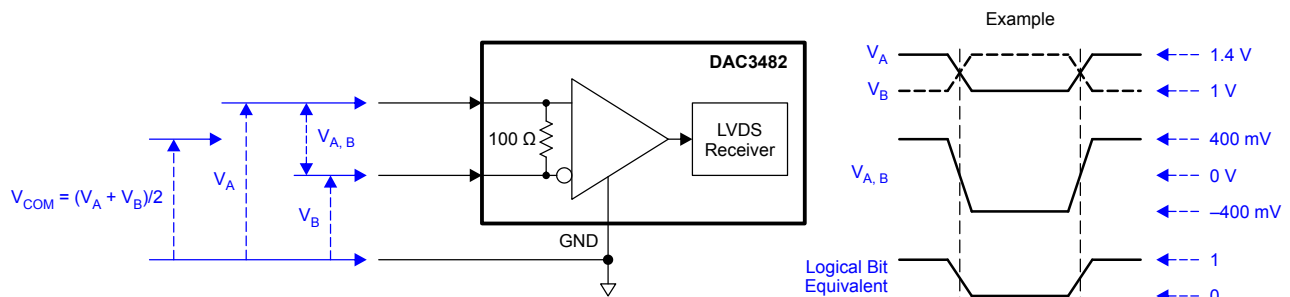 Example
DAC3482
V_A
1.4 V
V_B
1 V
100 Ω
LVDS
Receiver
V_A, B
V_A
V_COM = (V_A + V_B)/2
V_B
GND
400 mV
V_A, B
0 V
–400 mV
Logical Bit
Equivalent
1
0